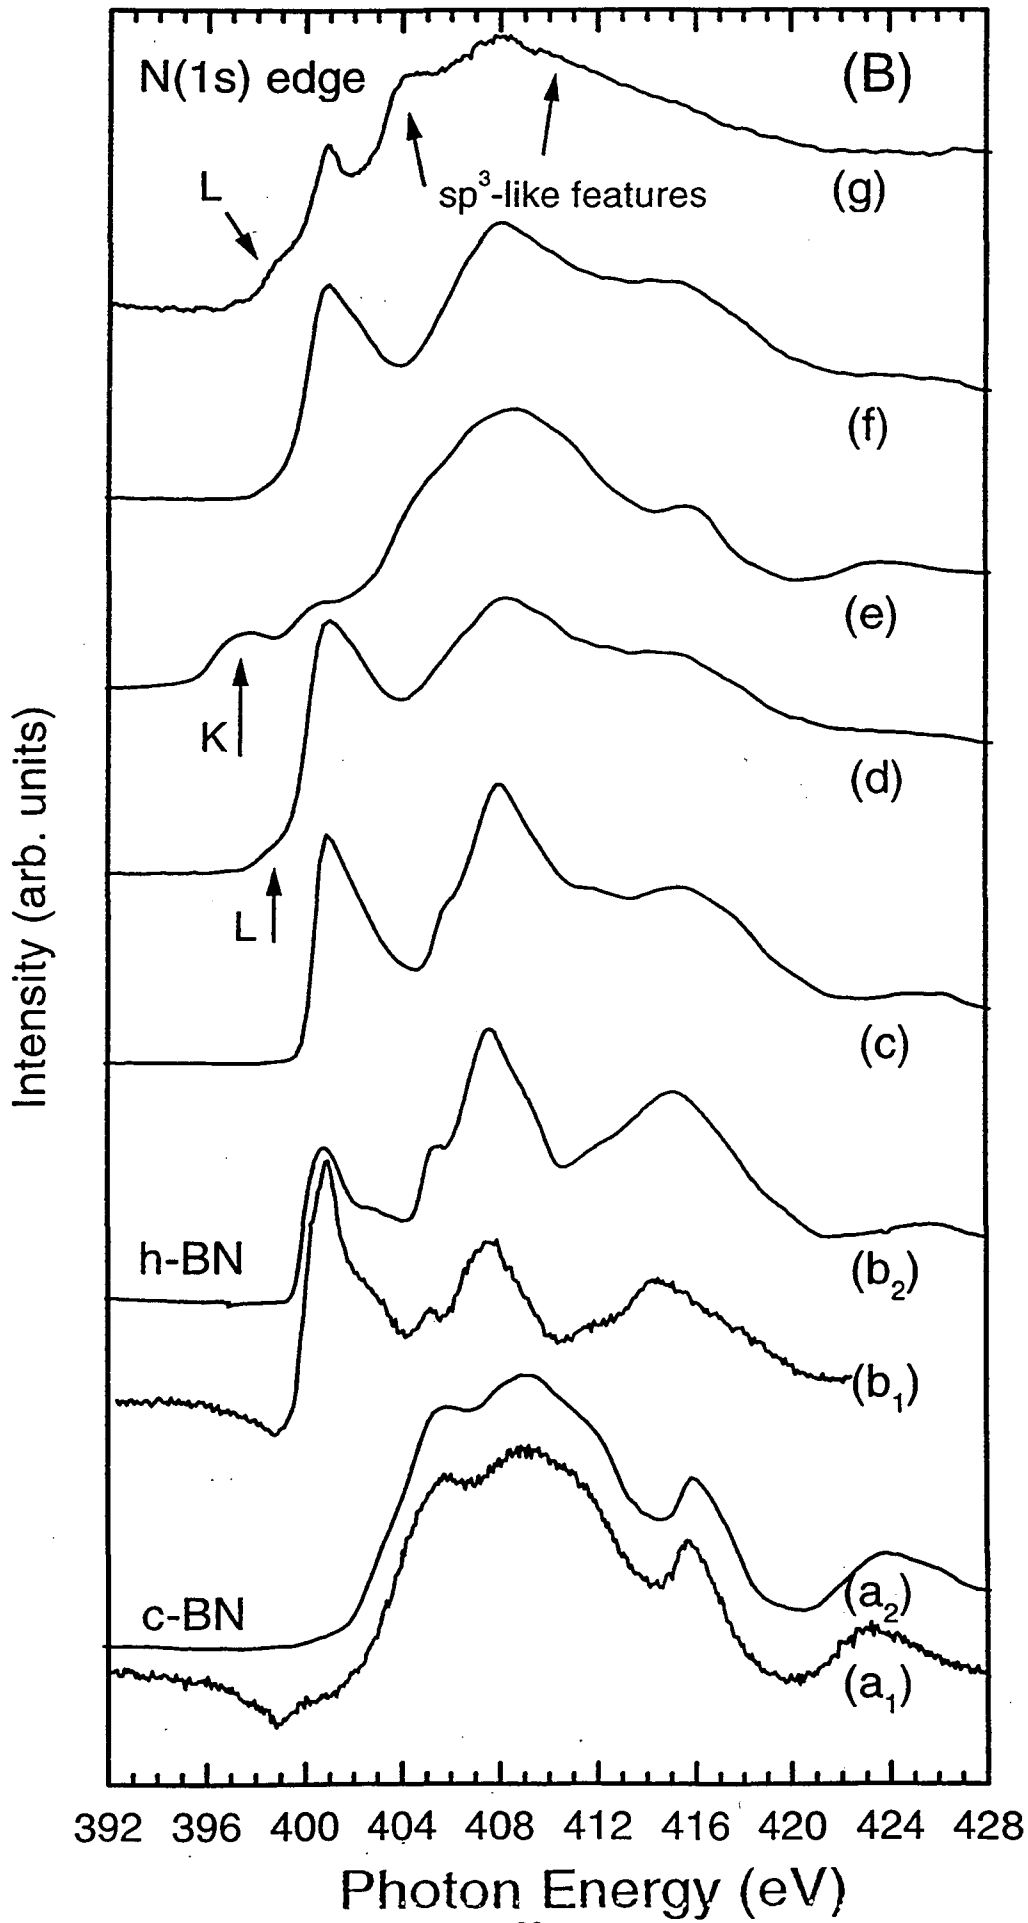 N(1s) edge
(B)
L
sp³-like features
(g)
(f)
(e)
K
(d)
L
(c)
h-BN
(b₂)
(b₁)
c-BN
(a₂)
(a₁)
Intensity (arb. units)
392 396 400 404 408 412 416 420 424 428
Photon Energy (eV)